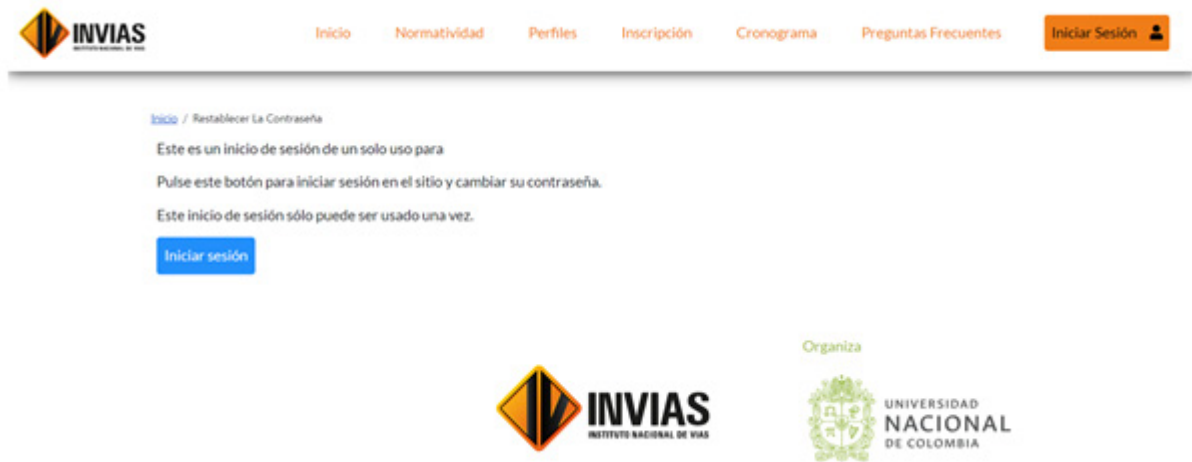 INVIAS
INSTITUTO NACIONAL DE VIAS
Inicio Normatividad Perfiles Inscripción Cronograma Preguntas Frecuentes Iniciar Sesión
Inicio / Restablecer La Contraseña
Este es un inicio de sesión de un solo uso para
Pulse este botón para iniciar sesión en el sitio y cambiar su contraseña.
Este inicio de sesión sólo puede ser usado una vez.
Iniciar sesión
Organiza
INVIAS
INSTITUTO NACIONAL DE VIAS
UNIVERSIDAD
NACIONAL
DE COLOMBIA